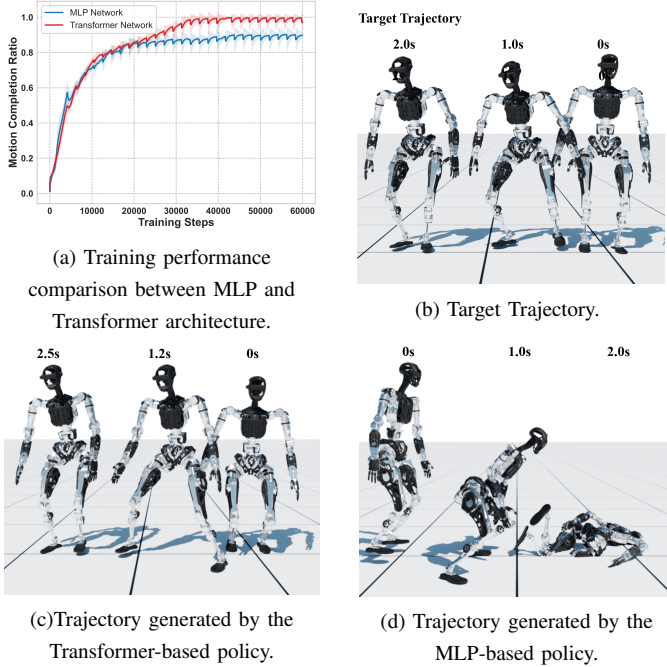 MLP Network
Transformer Network
Motion Completion Ratio
1.0
0.8
0.6
0.4
0.2
0.0
0 10000 20000 30000 40000 50000 60000
Training Steps
(a) Training performance
comparison between MLP and
Transformer architecture.
Target Trajectory
2.0s 1.0s 0s
(b) Target Trajectory.
2.5s 1.2s 0s
(c)Trajectory generated by the
Transformer-based policy.
0s 1.0s 2.0s
(d) Trajectory generated by the
MLP-based policy.